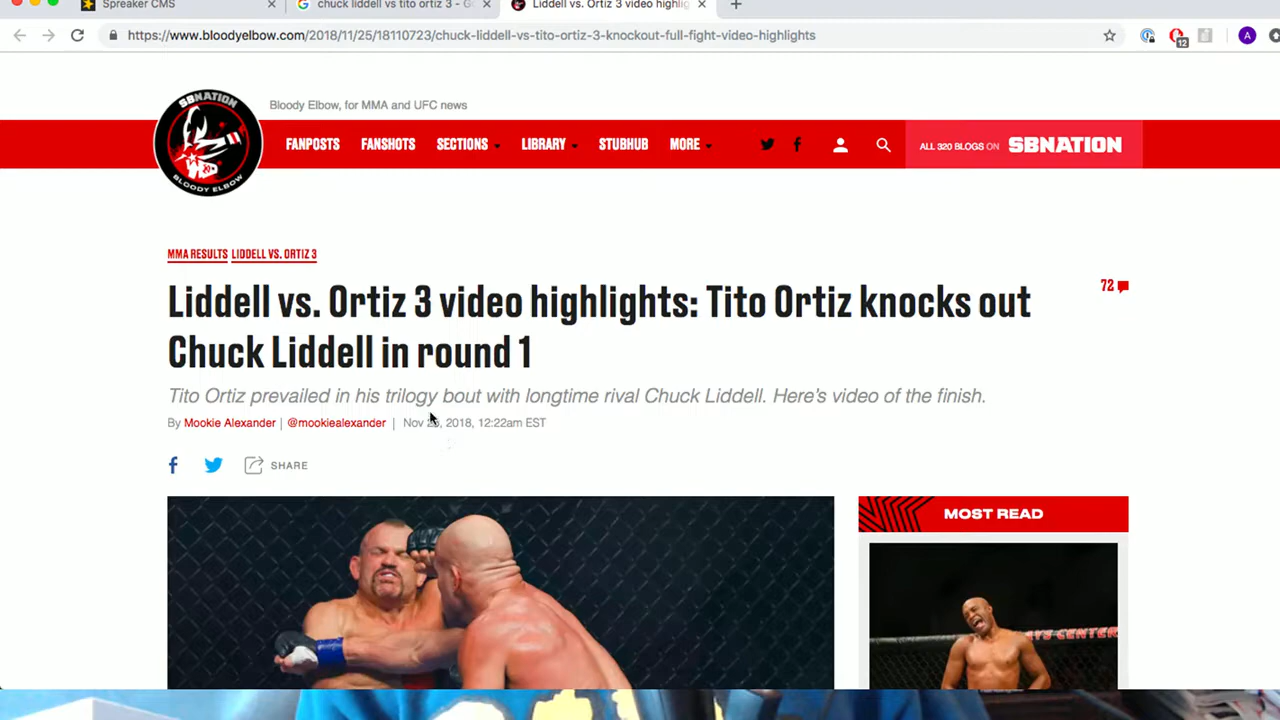 Spreaker CMS
chuck liddell vs tito ortiz 3 - G
Liddell vs. Ortiz 3 video highlig
https://www.bloodyelbow.com/2018/11/25/18110723/chuck-liddell-vs-tito-ortiz-3-knockout-full-fight-video-highlights
12
A
Bloody Elbow, for MMA and UFC news
SBNATION
BLOODY ELBOW
FANPOSTS FANSHOTS SECTIONS LIBRARY STUBHUB MORE
ALL 320 BLOGS ON SBNATION
MMA RESULTS LIDDELL VS. ORTIZ 3
Liddell vs. Ortiz 3 video highlights: Tito Ortiz knocks out
Chuck Liddell in round 1
72
Tito Ortiz prevailed in his trilogy bout with longtime rival Chuck Liddell. Here's video of the finish.
By Mookie Alexander | @mookiealexander | Nov 2, 2018, 12:22am EST
SHARE
MOST READ